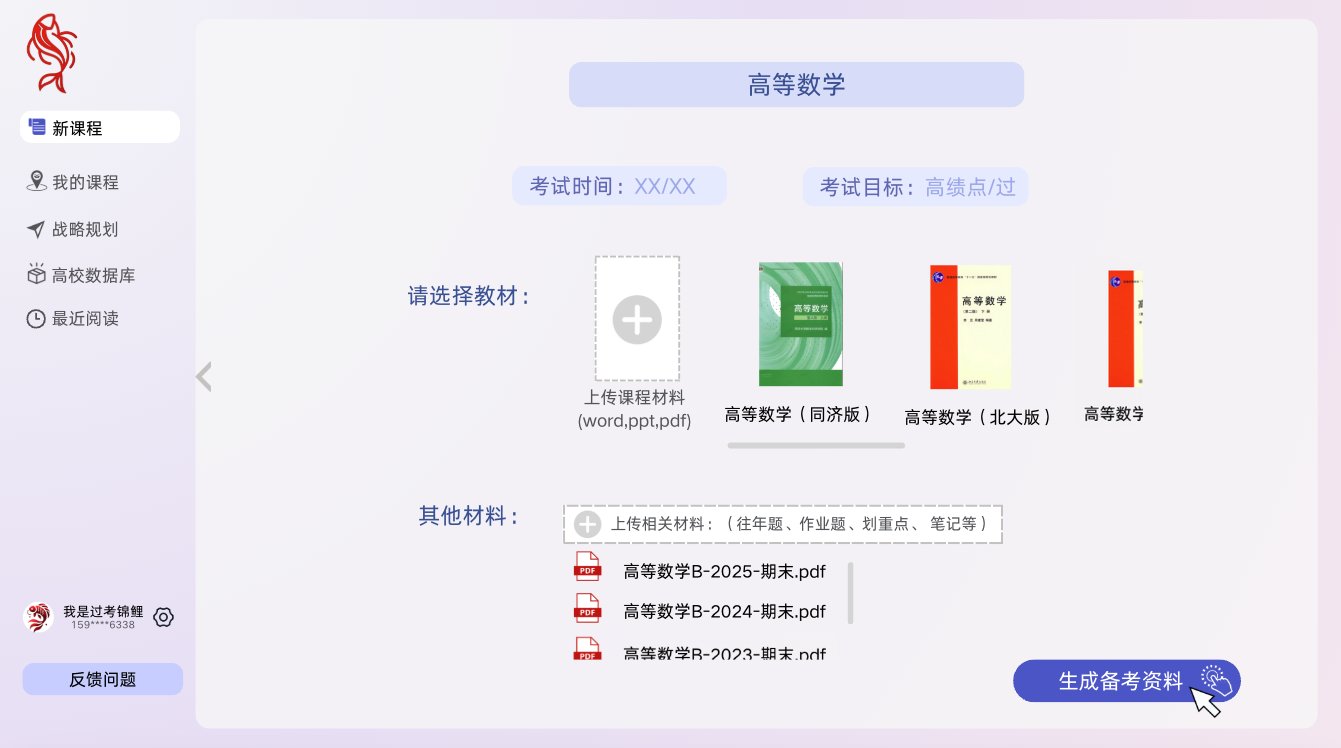 新课程
我的课程
战略规划
高校数据库
最近阅读
我是过考锦鲤
159****6338
反馈问题
高等数学
考试时间：XX/XX
考试目标：高绩点/过
请选择教材：
上传课程材料
(word,ppt,pdf)
高等数学
高等数学（同济版）
高等数学
（第二版） 下册
高等数学（北大版）
高等数学
其他材料：
上传相关材料：（往年题、作业题、划重点、 笔记等）
PDF 高等数学B-2025-期末.pdf
PDF 高等数学B-2024-期末.pdf
PDF 高等数学B-2023-期末.pdf
生成备考资料